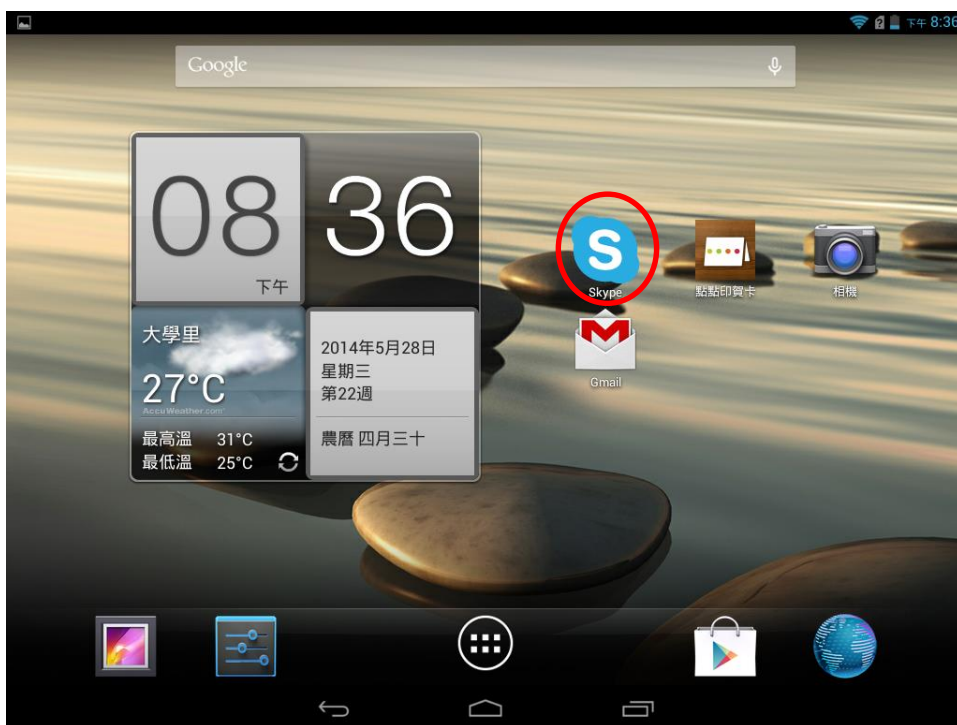 下午 8:36
Google
08
36
下午
大學里
27°C
AccuWeather.com
最高溫 31°C
最低溫 25°C
2014年5月28日
星期三
第22週
農曆 四月三十
S
Skype
點點印賀卡
相機
Gmail